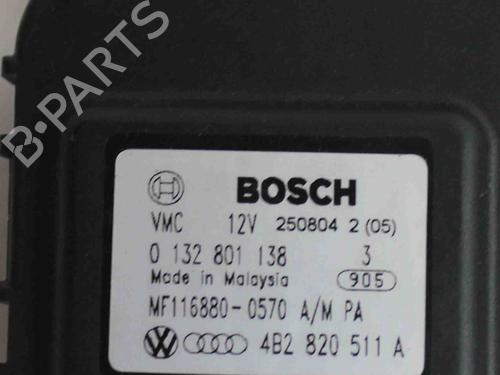 B-PARTS
BOSCH
VMC 12V 250804 2 (05)
0 132 801 138 3
Made in Malaysia 905
MF116880-0570 A/M PA
4B2 820 511 A